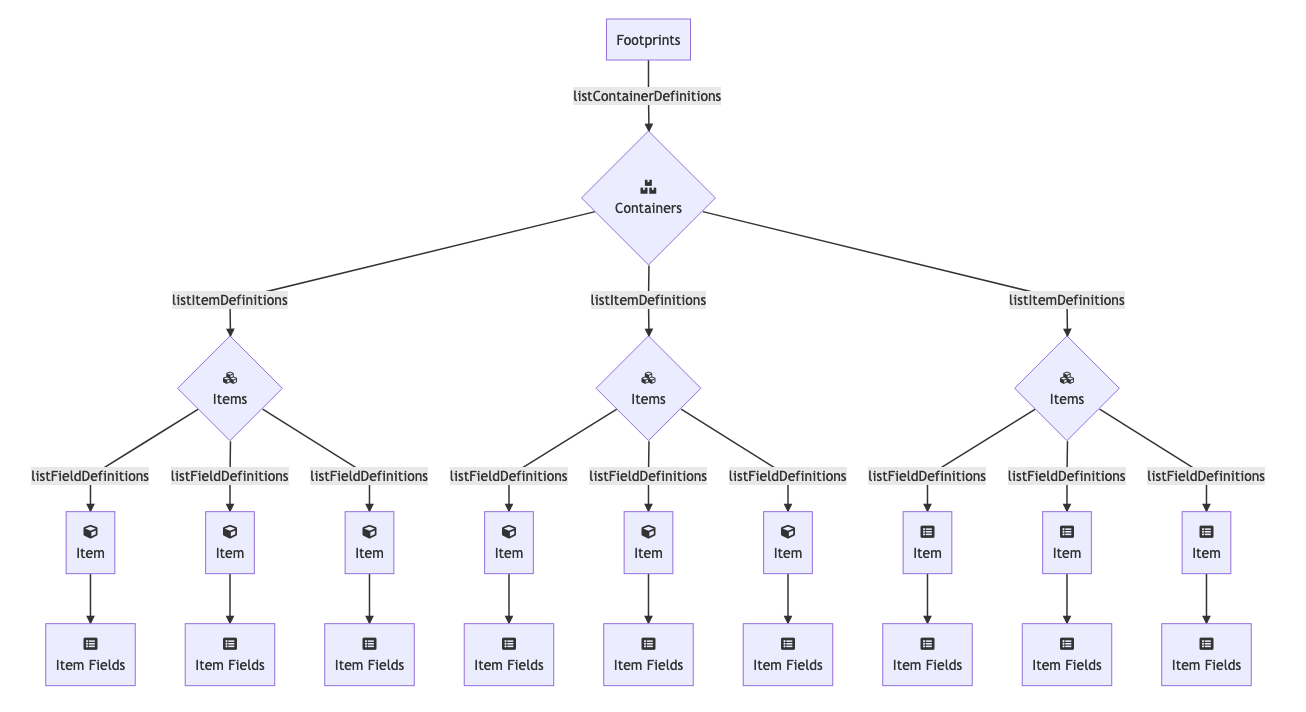 Footprints
listContainerDefinitions
Containers
listItemDefinitions
listItemDefinitions
listItemDefinitions
Items
Items
Items
listFieldDefinitions
listFieldDefinitions
listFieldDefinitions
listFieldDefinitions
listFieldDefinitions
listFieldDefinitions
listFieldDefinitions
listFieldDefinitions
listFieldDefinitions
Item
Item
Item
Item
Item
Item
Item
Item
Item
Item Fields
Item Fields
Item Fields
Item Fields
Item Fields
Item Fields
Item Fields
Item Fields
Item Fields